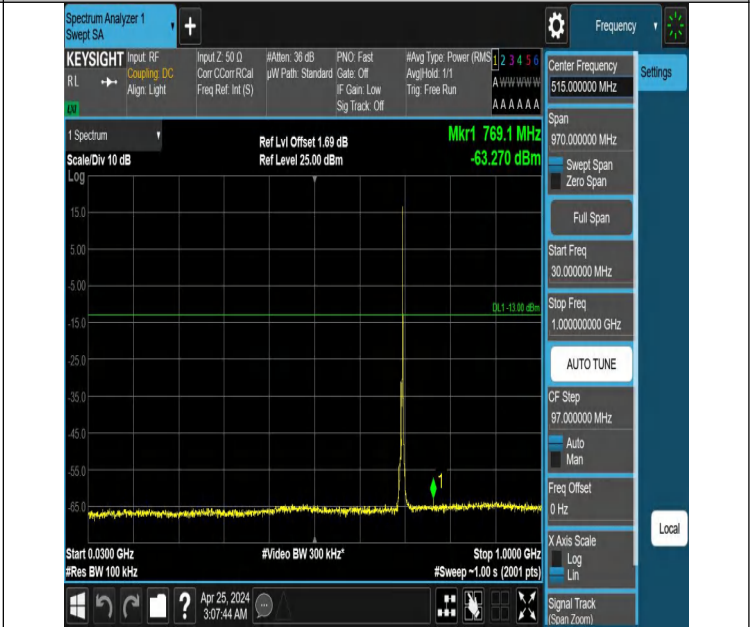 Spectrum Analyzer 1
Swept SA
+
Frequency
KEYSIGHT
RL
Input: RF
Coupling: DC
Align: Light
Input Z: 50 Ω
Corr CCorr RCal
Freq Ref: Int (S)
#Atten: 36 dB
µW Path: Standard
PNO: Fast
Gate: Off
IF Gain: Low
Sig Track: Off
#Avg Type: Power (RMS
Avg|Hold: 1/1
Trig: Free Run
1 2 3 4 5 6
A W W W W W
A A A A A A
LXI
1 Spectrum
Scale/Div 10 dB
Log
Ref Lvl Offset 1.69 dB
Ref Level 25.00 dBm
Mkr1 769.1 MHz
-63.270 dBm
15.0
5.00
-5.00
-15.0
-25.0
-35.0
-45.0
-55.0
-65.0
DL1 -13.00 dBm
1
Start 0.0300 GHz
#Res BW 100 kHz
#Video BW 300 kHz*
Stop 1.0000 GHz
#Sweep ~1.00 s (2001 pts)
Center Frequency
515.000000 MHz
Settings
Span
970.000000 MHz
Swept Span
Zero Span
Full Span
Start Freq
30.000000 MHz
Stop Freq
1.000000000 GHz
AUTO TUNE
CF Step
97.000000 MHz
Auto
Man
Freq Offset
0 Hz
X Axis Scale
Log
Lin
Local
Signal Track
(Span Zoom)
?
Apr 25, 2024
3:07:44 AM